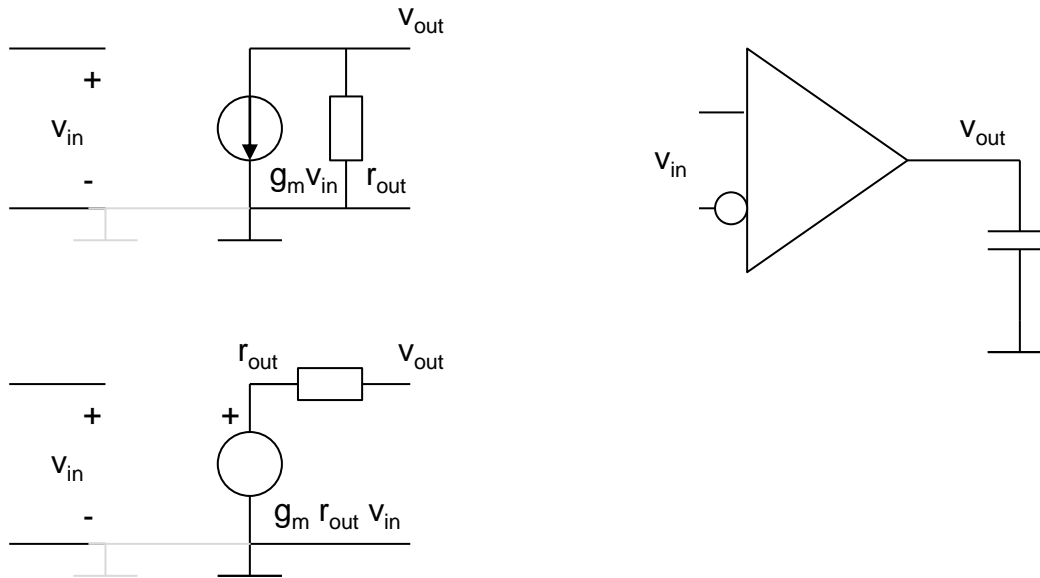 v_out
+
v_in
-
g_m v_in
r_out
v_in
v_out
r_out
v_out
+
+
v_in
-
g_m r_out v_in